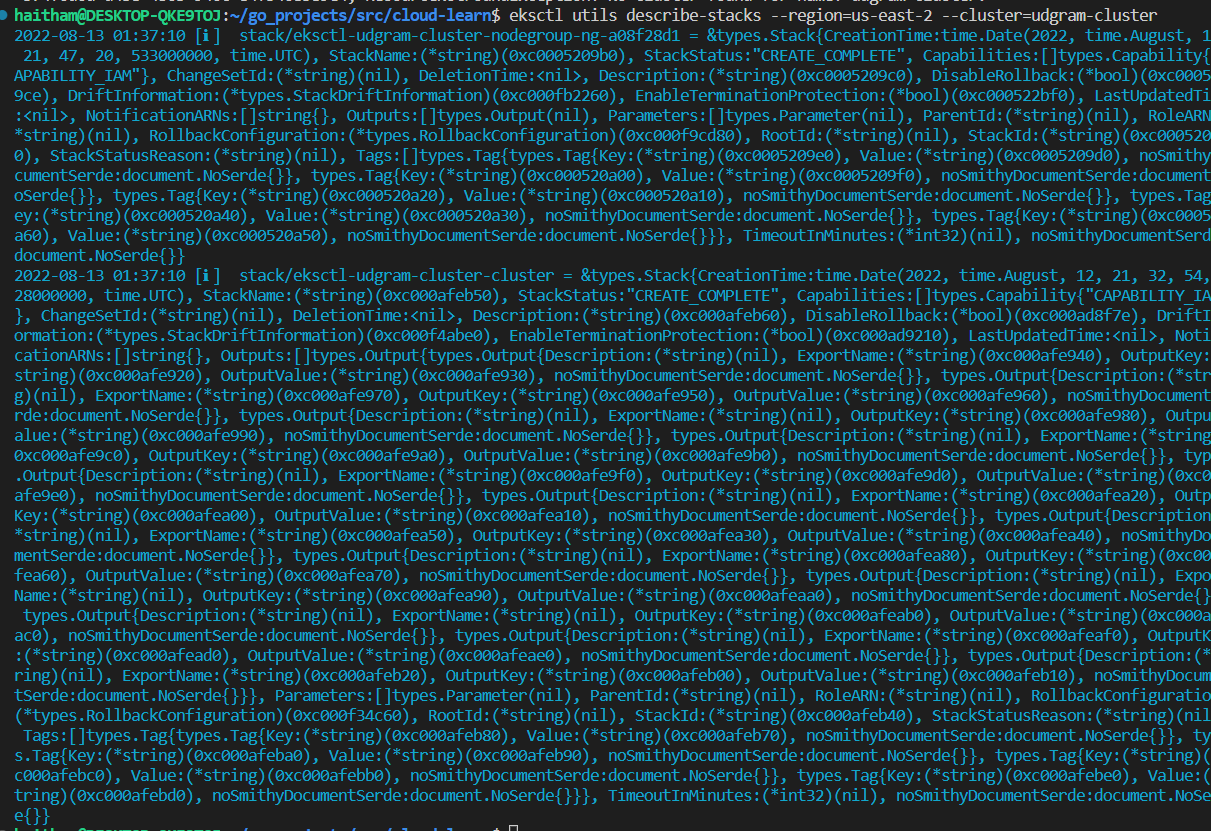 haitham@DESKTOP-QKE9TOJ:~/go_projects/src/cloud-learn$ eksctl utils describe-stacks --region=us-east-2 --cluster=udgram-cluster
2022-08-13 01:37:10 [ℹ]  stack/eksctl-udgram-cluster-nodegroup-ng-a08f28d1 = &types.Stack{CreationTime:time.Date(2022, time.August, 1
 21, 47, 20, 533000000, time.UTC), StackName:(*string)(0xc0005209b0), StackStatus:"CREATE_COMPLETE", Capabilities:[]types.Capability{
APABILITY_IAM"}, ChangeSetId:(*string)(nil), DeletionTime:<nil>, Description:(*string)(0xc0005209c0), DisableRollback:(*bool)(0xc0005
9ce), DriftInformation:(*types.StackDriftInformation)(0xc000fb2260), EnableTerminationProtection:(*bool)(0xc000522bf0), LastUpdatedTi
:<nil>, NotificationARNs:[]string{}, Outputs:[]types.Output(nil), Parameters:[]types.Parameter(nil), ParentId:(*string)(nil), RoleARN
*string)(nil), RollbackConfiguration:(*types.RollbackConfiguration)(0xc000f9cd80), RootId:(*string)(nil), StackId:(*string)(0xc000520
0), StackStatusReason:(*string)(nil), Tags:[]types.Tag{types.Tag{Key:(*string)(0xc0005209e0), Value:(*string)(0xc0005209d0), noSmithy
cumentSerde:document.NoSerde{}}, types.Tag{Key:(*string)(0xc000520a00), Value:(*string)(0xc0005209f0), noSmithyDocumentSerde:document
oSerde{}}, types.Tag{Key:(*string)(0xc000520a20), Value:(*string)(0xc000520a10), noSmithyDocumentSerde:document.NoSerde{}}, types.Tag
ey:(*string)(0xc000520a40), Value:(*string)(0xc000520a30), noSmithyDocumentSerde:document.NoSerde{}}, types.Tag{Key:(*string)(0xc0005
a60), Value:(*string)(0xc000520a50), noSmithyDocumentSerde:document.NoSerde{}}}, TimeoutInMinutes:(*int32)(nil), noSmithyDocumentSerd
document.NoSerde{}}
2022-08-13 01:37:10 [ℹ]  stack/eksctl-udgram-cluster-cluster = &types.Stack{CreationTime:time.Date(2022, time.August, 12, 21, 32, 54,
28000000, time.UTC), StackName:(*string)(0xc000afeb50), StackStatus:"CREATE_COMPLETE", Capabilities:[]types.Capability{"CAPABILITY_IA
}, ChangeSetId:(*string)(nil), DeletionTime:<nil>, Description:(*string)(0xc000afeb60), DisableRollback:(*bool)(0xc000ad8f7e), DriftI
ormation:(*types.StackDriftInformation)(0xc000f4abe0), EnableTerminationProtection:(*bool)(0xc000ad9210), LastUpdatedTime:<nil>, Noti
cationARNs:[]string{}, Outputs:[]types.Output{types.Output{Description:(*string)(nil), ExportName:(*string)(0xc000afe940), OutputKey:
string)(0xc000afe920), OutputValue:(*string)(0xc000afe930), noSmithyDocumentSerde:document.NoSerde{}}, types.Output{Description:(*str
g)(nil), ExportName:(*string)(0xc000afe970), OutputKey:(*string)(0xc000afe950), OutputValue:(*string)(0xc000afe960), noSmithyDocument
rde:document.NoSerde{}}, types.Output{Description:(*string)(nil), ExportName:(*string)(nil), OutputKey:(*string)(0xc000afe980), Outpu
alue:(*string)(0xc000afe990), noSmithyDocumentSerde:document.NoSerde{}}, types.Output{Description:(*string)(nil), ExportName:(*string
0xc000afe9c0), OutputKey:(*string)(0xc000afe9a0), OutputValue:(*string)(0xc000afe9b0), noSmithyDocumentSerde:document.NoSerde{}}, typ
.Output{Description:(*string)(nil), ExportName:(*string)(0xc000afe9f0), OutputKey:(*string)(0xc000afe9d0), OutputValue:(*string)(0xc0
afe9e0), noSmithyDocumentSerde:document.NoSerde{}}, types.Output{Description:(*string)(nil), ExportName:(*string)(0xc000afea20), Outp
Key:(*string)(0xc000afea00), OutputValue:(*string)(0xc000afea10), noSmithyDocumentSerde:document.NoSerde{}}, types.Output{Description
*string)(nil), ExportName:(*string)(0xc000afea50), OutputKey:(*string)(0xc000afea30), OutputValue:(*string)(0xc000afea40), noSmithyDo
mentSerde:document.NoSerde{}}, types.Output{Description:(*string)(nil), ExportName:(*string)(0xc000afea80), OutputKey:(*string)(0xc00
fea60), OutputValue:(*string)(0xc000afea70), noSmithyDocumentSerde:document.NoSerde{}}, types.Output{Description:(*string)(nil), Expo
Name:(*string)(nil), OutputKey:(*string)(0xc000afea90), OutputValue:(*string)(0xc000afeaa0), noSmithyDocumentSerde:document.NoSerde{}
 types.Output{Description:(*string)(nil), ExportName:(*string)(nil), OutputKey:(*string)(0xc000afeab0), OutputValue:(*string)(0xc000a
ac0), noSmithyDocumentSerde:document.NoSerde{}}, types.Output{Description:(*string)(nil), ExportName:(*string)(0xc000afeaf0), OutputK
:(*string)(0xc000afead0), OutputValue:(*string)(0xc000afeae0), noSmithyDocumentSerde:document.NoSerde{}}, types.Output{Description:(*
ring)(nil), ExportName:(*string)(0xc000afeb20), OutputKey:(*string)(0xc000afeb00), OutputValue:(*string)(0xc000afeb10), noSmithyDocum
tSerde:document.NoSerde{}}}, Parameters:[]types.Parameter(nil), ParentId:(*string)(nil), RoleARN:(*string)(nil), RollbackConfiguratio
(*types.RollbackConfiguration)(0xc000f34c60), RootId:(*string)(nil), StackId:(*string)(0xc000afeb40), StackStatusReason:(*string)(nil
 Tags:[]types.Tag{types.Tag{Key:(*string)(0xc000afeb80), Value:(*string)(0xc000afeb70), noSmithyDocumentSerde:document.NoSerde{}}, ty
s.Tag{Key:(*string)(0xc000afeba0), Value:(*string)(0xc000afeb90), noSmithyDocumentSerde:document.NoSerde{}}, types.Tag{Key:(*string)(
c000afebc0), Value:(*string)(0xc000afebb0), noSmithyDocumentSerde:document.NoSerde{}}, types.Tag{Key:(*string)(0xc000afebe0), Value:(
tring)(0xc000afebd0), noSmithyDocumentSerde:document.NoSerde{}}}, TimeoutInMinutes:(*int32)(nil), noSmithyDocumentSerde:document.NoSe
e{}}